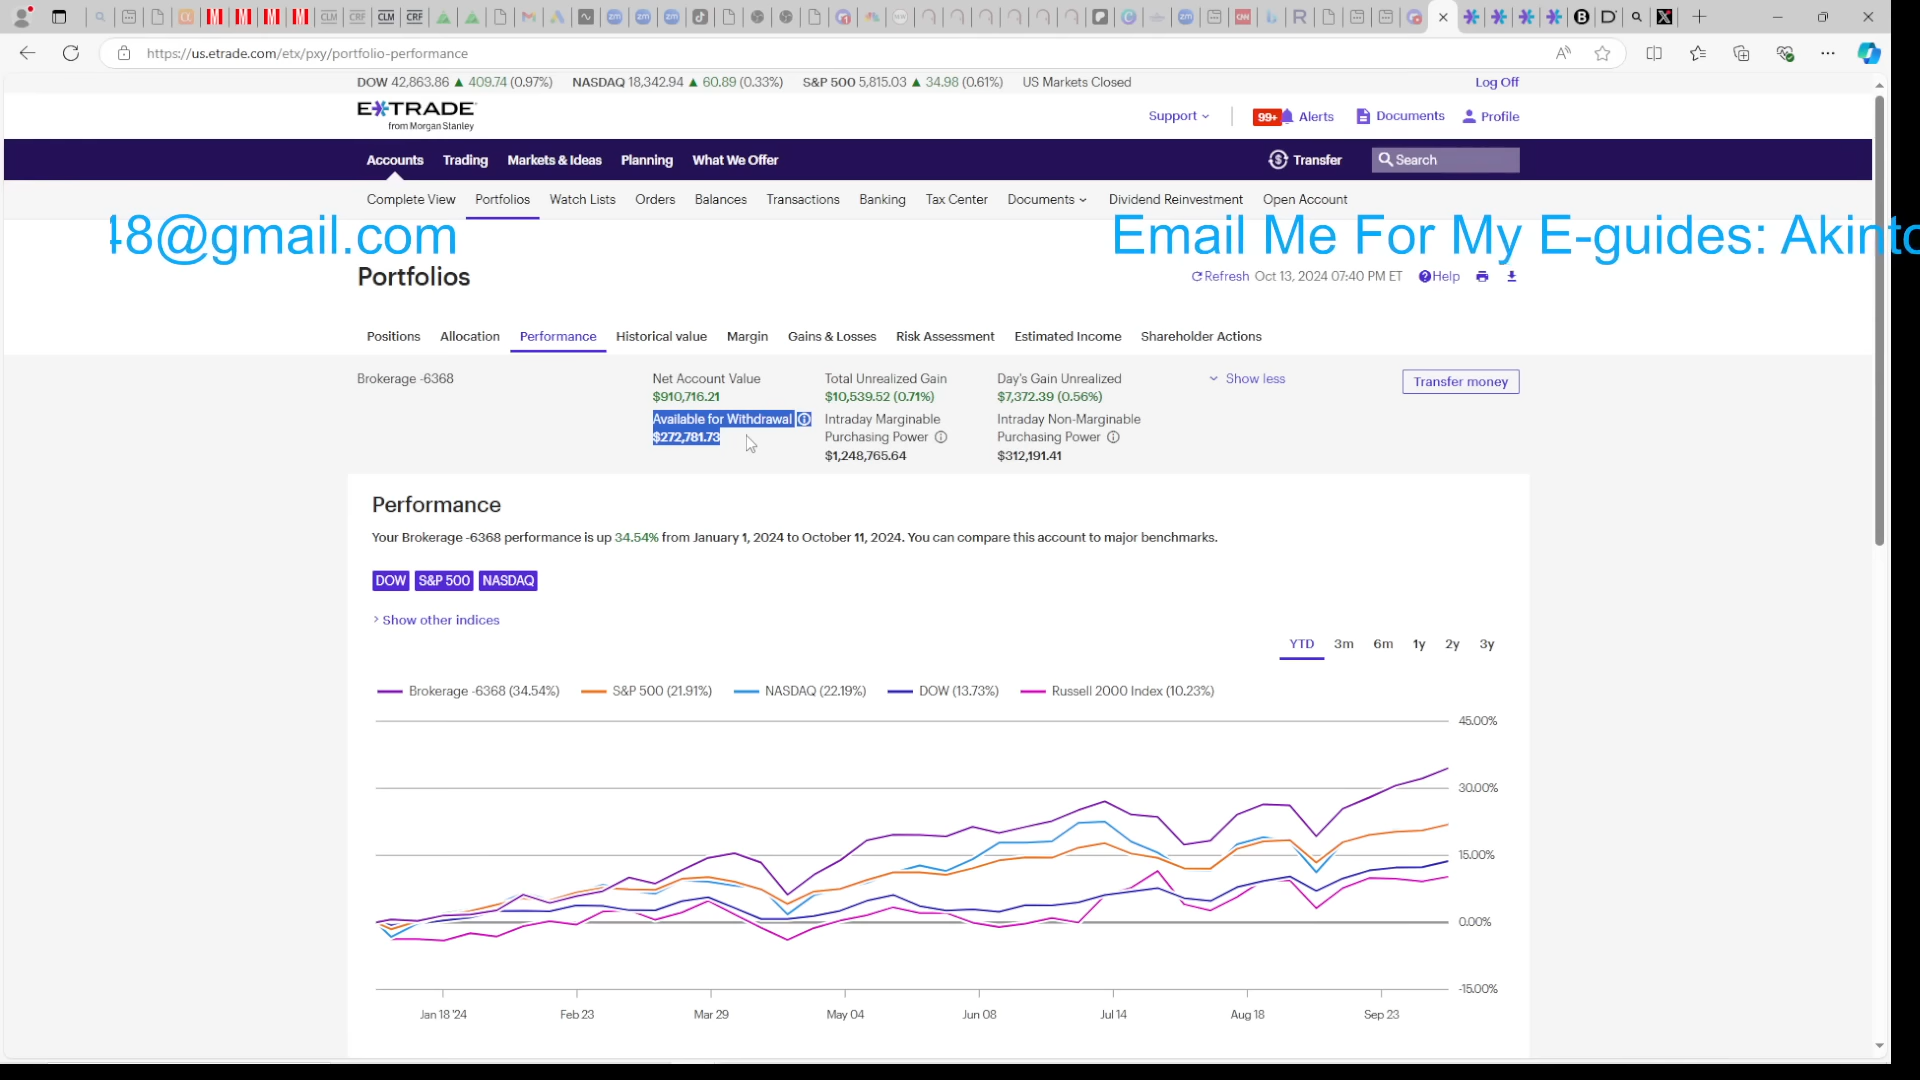 https://us.etrade.com/etx/pxy/portfolio-performance
DOW 42,863.86 ▲ 409.74 (0.97%) NASDAQ 18,342.94 ▲ 60.89 (0.33%) S&P 500 5,815.03 ▲ 34.98 (0.61%) US Markets Closed Log Off
E*TRADE
from Morgan Stanley
Support 99+ Alerts Documents Profile
Accounts Trading Markets & Ideas Planning What We Offer Transfer Search
Complete View Portfolios Watch Lists Orders Balances Transactions Banking Tax Center Documents Dividend Reinvestment Open Account
48@gmail.com Email Me For My E-guides: Akinto
Portfolios
Refresh Oct 13, 2024 07:40 PM ET Help
Positions Allocation Performance Historical value Margin Gains & Losses Risk Assessment Estimated Income Shareholder Actions
Brokerage -6368 Net Account Value Total Unrealized Gain Day's Gain Unrealized Show less Transfer money
$910,716.21 $10,539.52 (0.71%) $7,372.39 (0.56%)
Available for Withdrawal Intraday Marginable Intraday Non-Marginable
$272,781.73 Purchasing Power Purchasing Power
$1,248,765.64 $312,191.41
Performance
Your Brokerage -6368 performance is up 34.54% from January 1, 2024 to October 11, 2024. You can compare this account to major benchmarks.
DOW S&P 500 NASDAQ
Show other indices
YTD 3m 6m 1y 2y 3y
Brokerage -6368 (34.54%) S&P 500 (21.91%) NASDAQ (22.19%) DOW (13.73%) Russell 2000 Index (10.23%)
45.00%
30.00%
15.00%
0.00%
-15.00%
Jan 18 '24 Feb 23 Mar 29 May 04 Jun 08 Jul 14 Aug 18 Sep 23